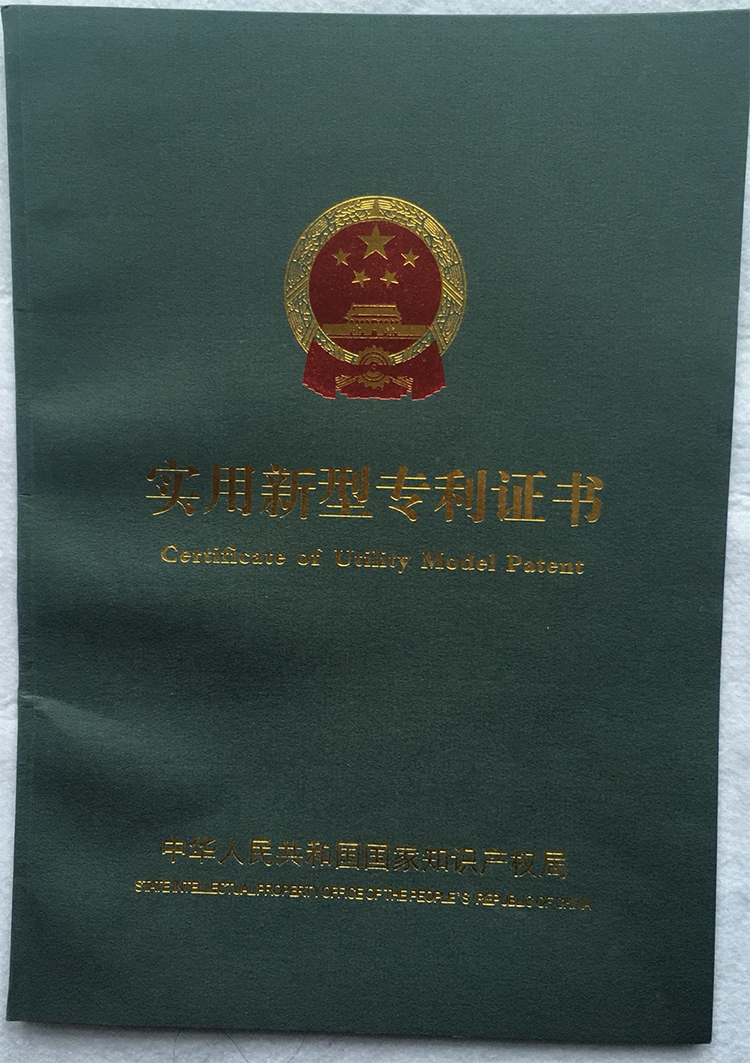 实用新型专利证书
Certificate of Utility Model Patent
中华人民共和国国家知识产权局
STATE INTELLECTUAL PROPERTY OFFICE OF THE PEOPLE'S REPUBLIC OF CHINA